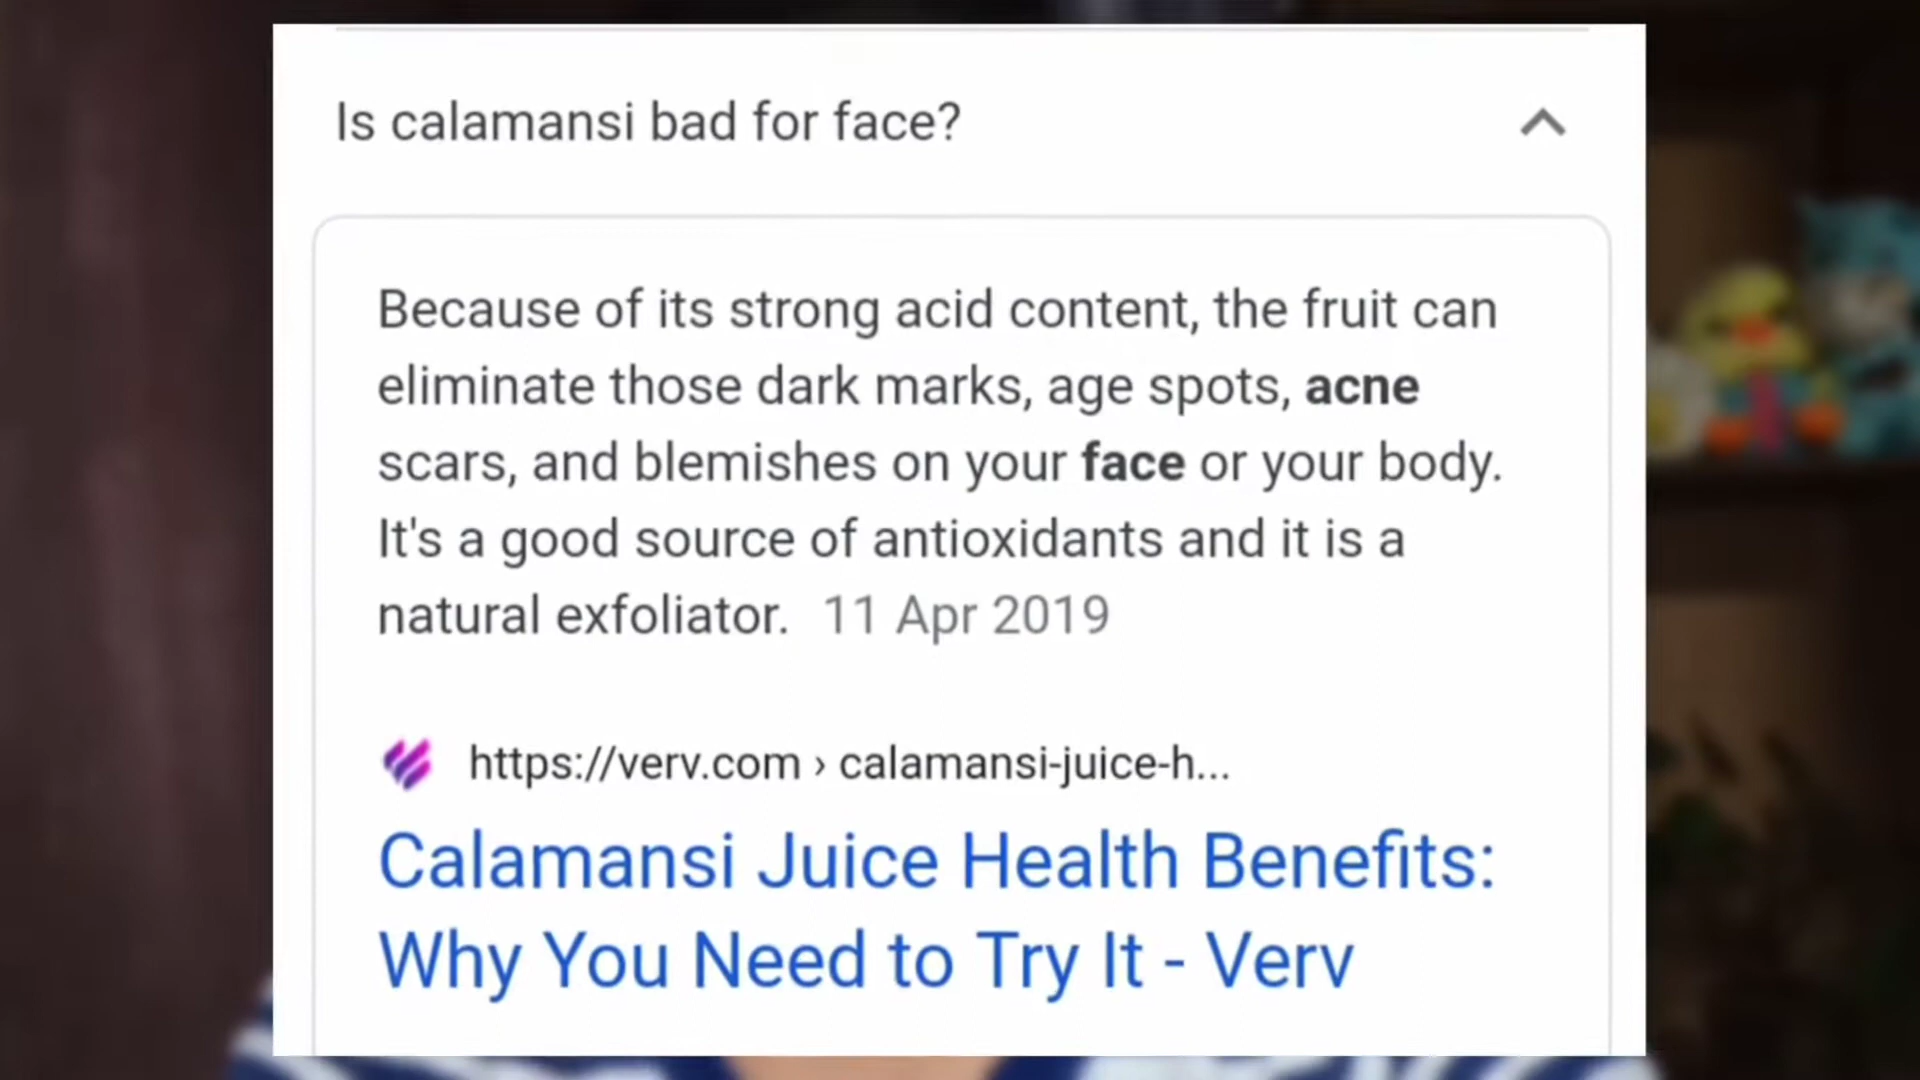 Is calamansi bad for face?
Because of its strong acid content, the fruit can
eliminate those dark marks, age spots, acne
scars, and blemishes on your face or your body.
It's a good source of antioxidants and it is a
natural exfoliator. 11 Apr 2019
https://verv.com › calamansi-juice-h...
Calamansi Juice Health Benefits:
Why You Need to Try It - Verv